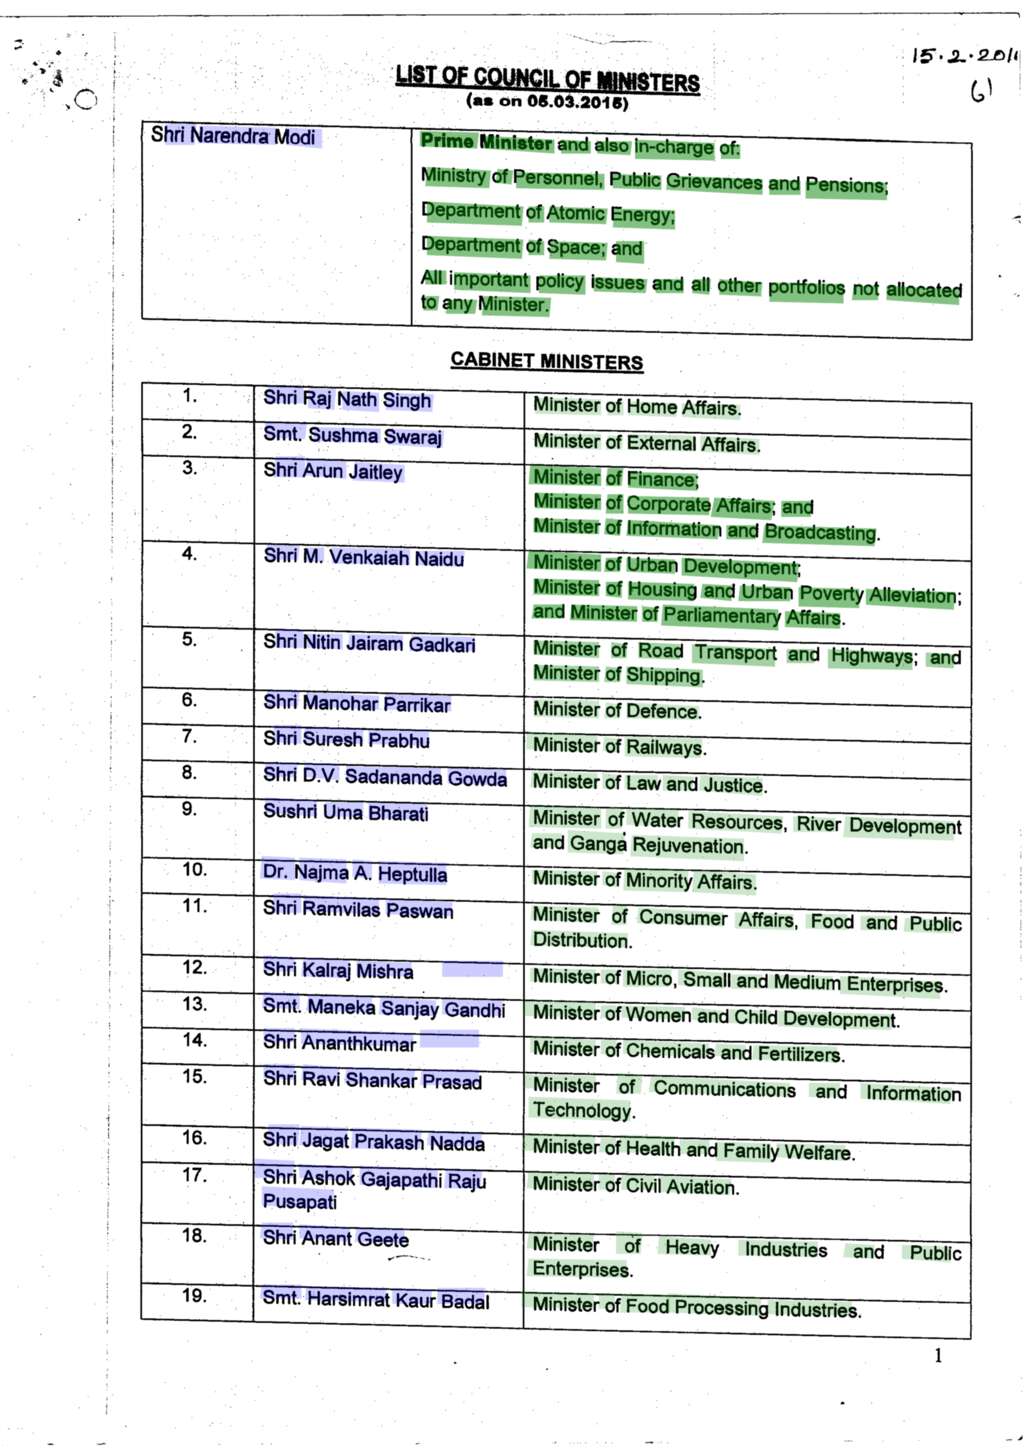 15.2.201
61
LIST OF COUNCIL OF MINISTERS
(as on 05.03.2015)
Shri Narendra Modi
Prime Minister and also in-charge of:
Ministry of Personnel, Public Grievances and Pensions;
Department of Atomic Energy;
Department of Space; and
All important policy issues and all other portfolios not allocated
to any Minister.
CABINET MINISTERS
1. Shri Raj Nath Singh Minister of Home Affairs.
2. Smt. Sushma Swaraj Minister of External Affairs.
3. Shri Arun Jaitley Minister of Finance;
Minister of Corporate Affairs; and
Minister of Information and Broadcasting.
4. Shri M. Venkaiah Naidu Minister of Urban Development;
Minister of Housing and Urban Poverty Alleviation;
and Minister of Parliamentary Affairs.
5. Shri Nitin Jairam Gadkari Minister of Road Transport and Highways; and
Minister of Shipping.
6. Shri Manohar Parrikar Minister of Defence.
7. Shri Suresh Prabhu Minister of Railways.
8. Shri D.V. Sadananda Gowda Minister of Law and Justice.
9. Sushri Uma Bharati Minister of Water Resources, River Development
and Ganga Rejuvenation.
10. Dr. Najma A. Heptulla Minister of Minority Affairs.
11. Shri Ramvilas Paswan Minister of Consumer Affairs, Food and Public
Distribution.
12. Shri Kalraj Mishra Minister of Micro, Small and Medium Enterprises.
13. Smt. Maneka Sanjay Gandhi Minister of Women and Child Development.
14. Shri Ananthkumar Minister of Chemicals and Fertilizers.
15. Shri Ravi Shankar Prasad Minister of Communications and Information
Technology.
16. Shri Jagat Prakash Nadda Minister of Health and Family Welfare.
17. Shri Ashok Gajapathi Raju Minister of Civil Aviation.
Pusapati
18. Shri Anant Geete Minister of Heavy Industries and Public
Enterprises.
19. Smt. Harsimrat Kaur Badal Minister of Food Processing Industries.
1